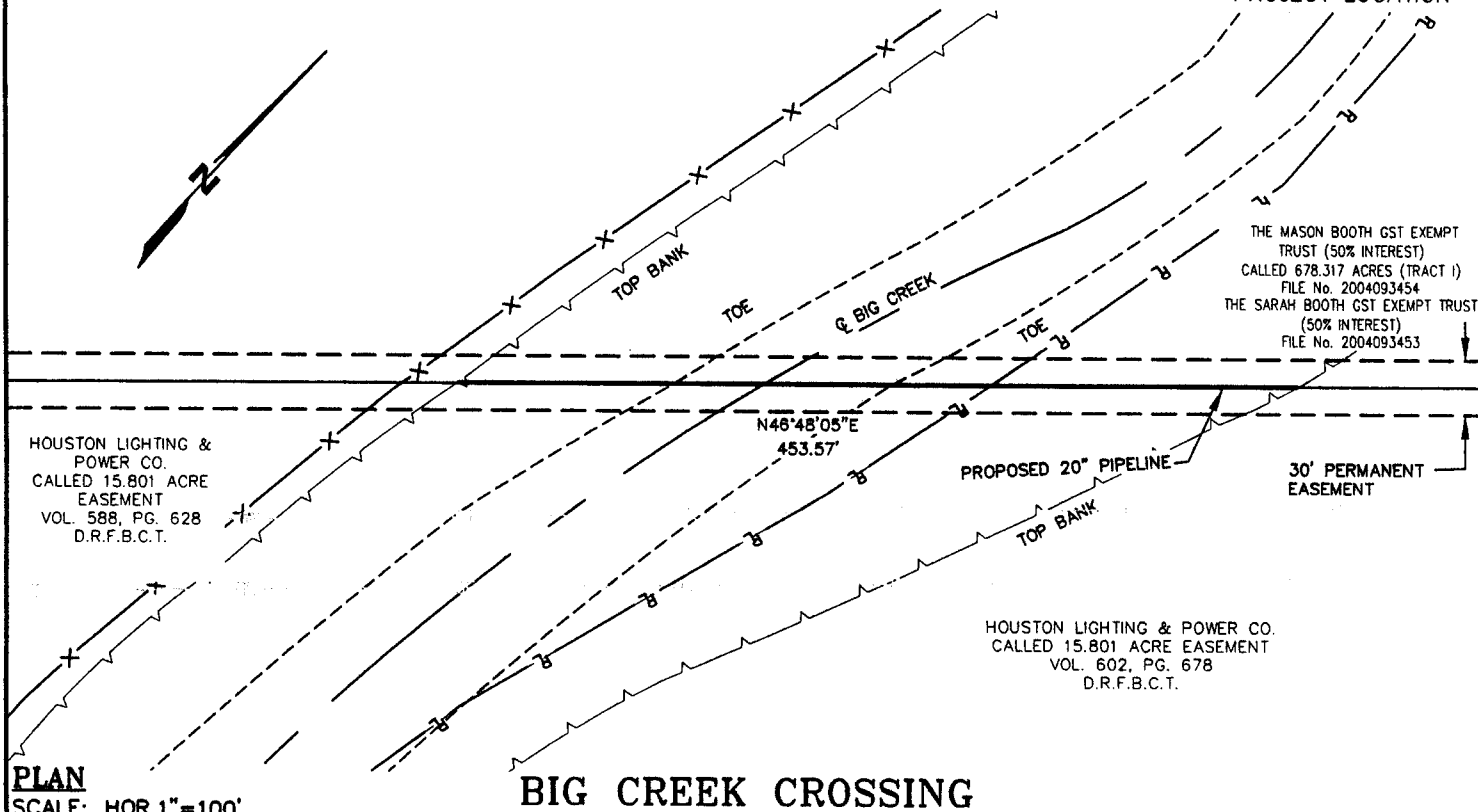 N
TOP BANK
TOE
℄ BIG CREEK
TOE
THE MASON BOOTH GST EXEMPT
TRUST (50% INTEREST)
CALLED 678.317 ACRES (TRACT I)
FILE No. 2004093454
THE SARAH BOOTH GST EXEMPT TRUST
(50% INTEREST)
FILE No. 2004093453
HOUSTON LIGHTING &
POWER CO.
CALLED 15.801 ACRE
EASEMENT
VOL. 588, PG. 628
D.R.F.B.C.T.
N46°48'05"E
453.57'
PROPOSED 20" PIPELINE
30' PERMANENT
EASEMENT
TOP BANK
HOUSTON LIGHTING & POWER CO.
CALLED 15.801 ACRE EASEMENT
VOL. 602, PG. 678
D.R.F.B.C.T.
PLAN
SCALE: HOR 1"=100'
BIG CREEK CROSSING